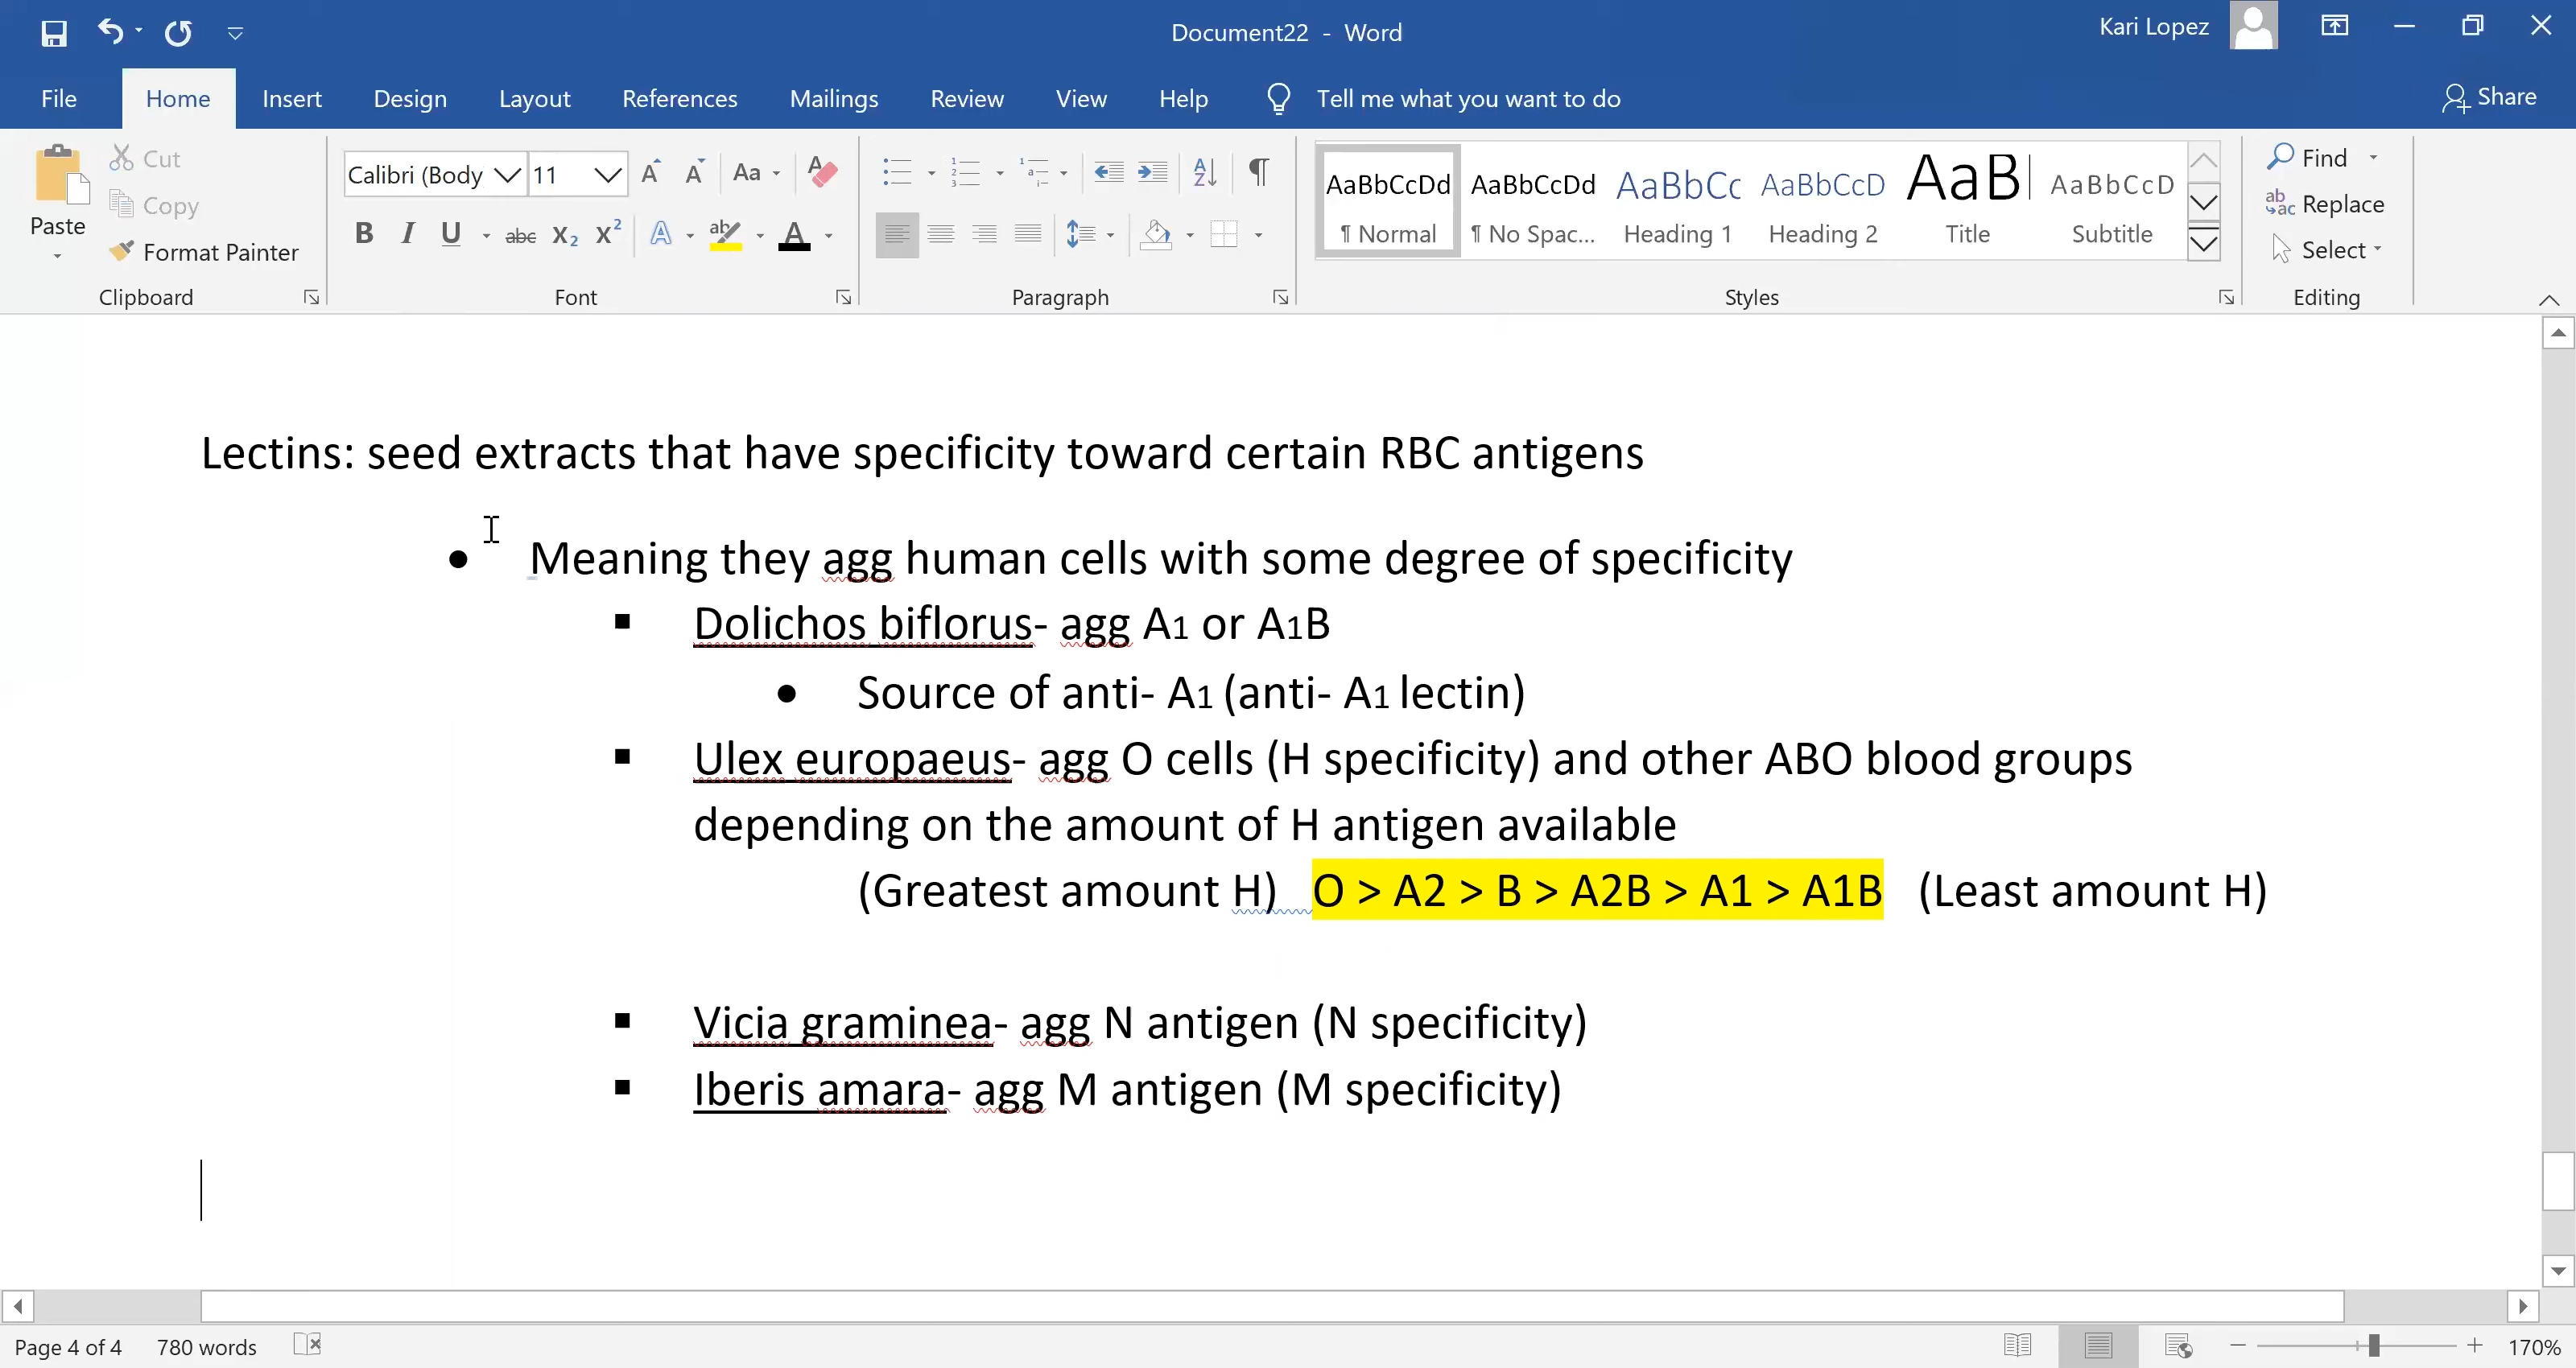 Document22 - Word
Kari Lopez
File Home Insert Design Layout References Mailings Review View Help Tell me what you want to do Share
Paste
Cut
Copy
Format Painter
Clipboard
Calibri (Body 11
Aa
B I U abc X₂ X² A ab A
Font
Paragraph
AaBbCcDd AaBbCcDd AaBbCc AaBbCcD AaB AaBbCcD
¶ Normal ¶ No Spac... Heading 1 Heading 2 Title Subtitle
Styles
Find
Replace
Select
Editing
Lectins: seed extracts that have specificity toward certain RBC antigens
• Meaning they agg human cells with some degree of specificity
▪ Dolichos biflorus- agg A1 or A1B
• Source of anti- A1 (anti- A1 lectin)
▪ Ulex europaeus- agg O cells (H specificity) and other ABO blood groups
depending on the amount of H antigen available
(Greatest amount H) O > A2 > B > A2B > A1 > A1B (Least amount H)
▪ Vicia graminea- agg N antigen (N specificity)
▪ Iberis amara- agg M antigen (M specificity)
Page 4 of 4 780 words 170%